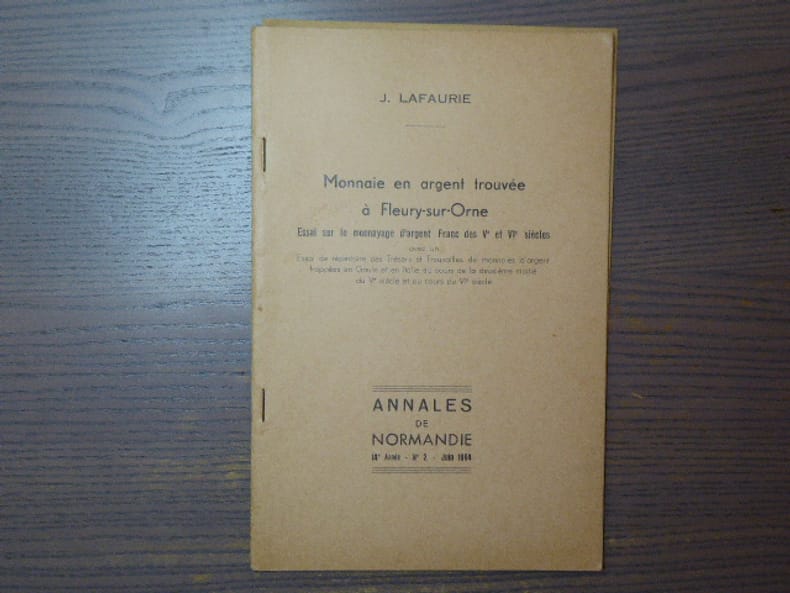 J. LAFAURIE
Monnaie en argent trouvée
à Fleury-sur-Orne
Essai sur le monnayage d'argent Franc des Vᵉ et VIᵉ siècles
avec un
Essai de répertoire des Trésors et Trouvailles de monnaies d'argent
frappées en Gaule et en Italie au cours de la deuxième moitié
du Vᵉ siècle et au cours du VIᵉ siècle
ANNALES
DE
NORMANDIE
14ᵉ Année - N° 2 - Juin 1964